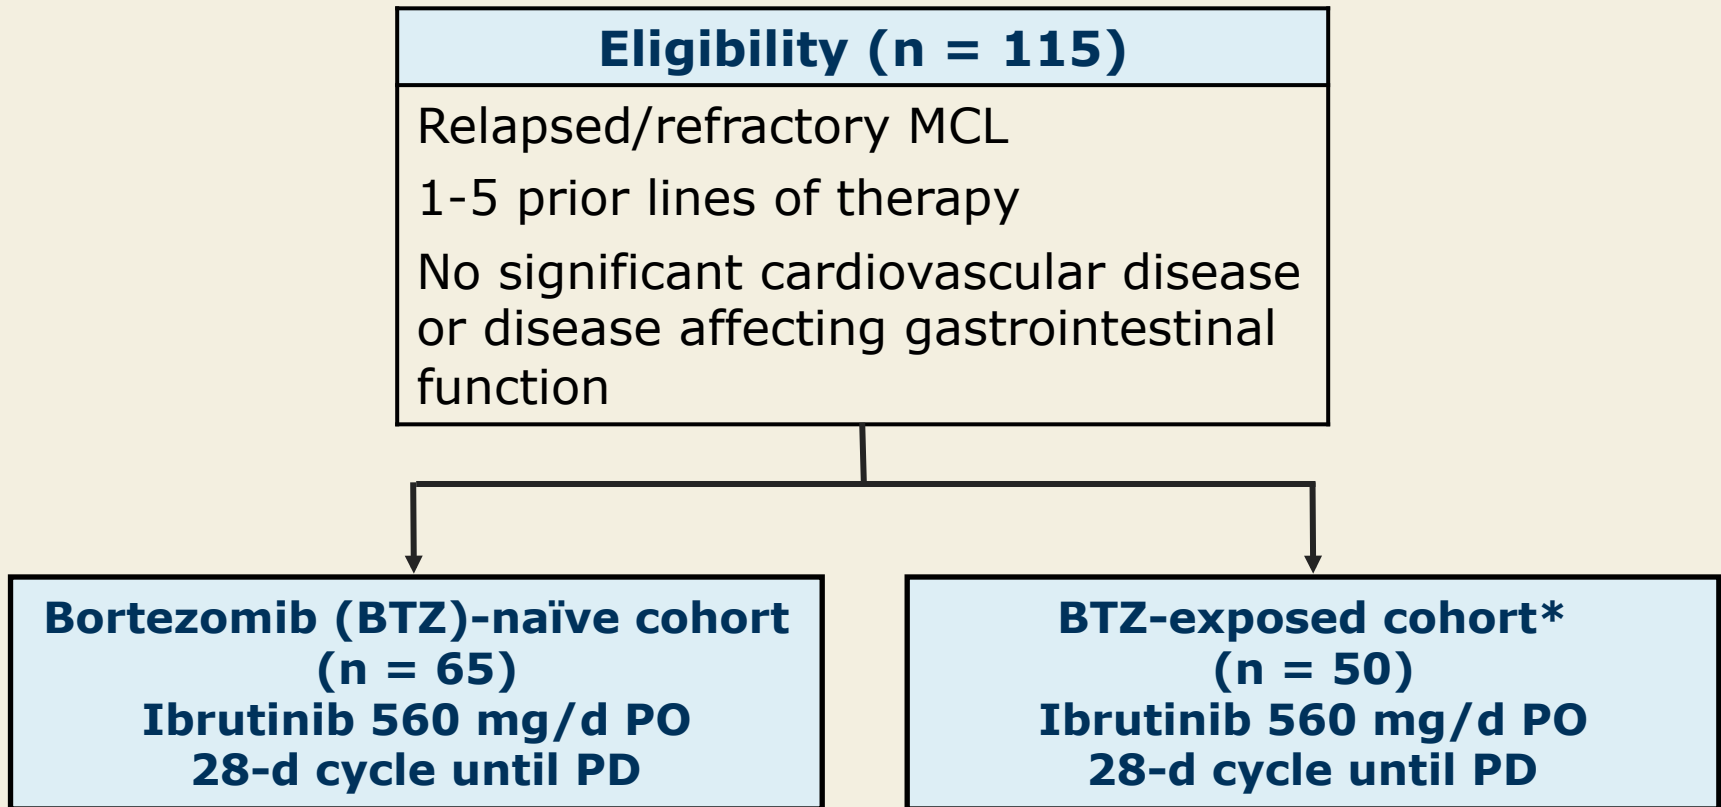 Eligibility (n = 115)
Relapsed/refractory MCL
1-5 prior lines of therapy
No significant cardiovascular disease
or disease affecting gastrointestinal
function
Bortezomib (BTZ)-naïve cohort
(n = 65)
Ibrutinib 560 mg/d PO
28-d cycle until PD
BTZ-exposed cohort*
(n = 50)
Ibrutinib 560 mg/d PO
28-d cycle until PD